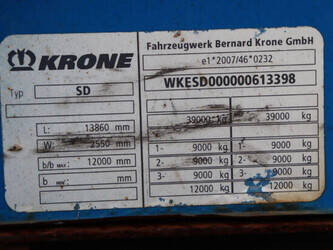 KRONE
Fahrzeugwerk Bernard Krone GmbH
e1*2007/46*0232
Typ SD
WKESD000000613398
L: 13860 mm
W: 2550 mm
b/b MAX: 12000 mm
b mm
39000 kg 39000 kg
1- 9000 kg 1- 9000 kg
2- 9000 kg 2- 9000 kg
3- 9000 kg 3- 9000 kg
12000 kg 12000 kg